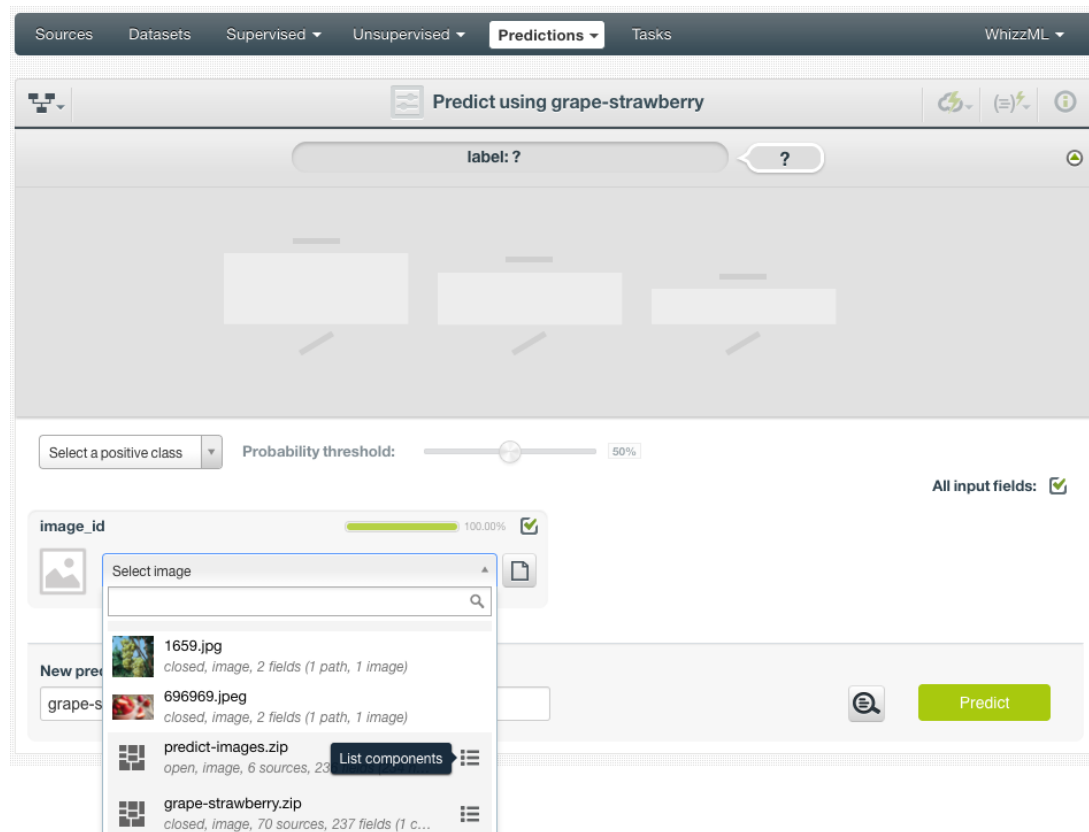 Sources Datasets Supervised Unsupervised Predictions Tasks WhizzML
Predict using grape-strawberry
label: ? ?
Select a positive class Probability threshold: 50%
All input fields:
image_id 100.00%
Select image
1659.jpg
closed, image, 2 fields (1 path, 1 image)
696969.jpeg
New pred
closed, image, 2 fields (1 path, 1 image)
grape-s Predict
predict-images.zip
List components
open, image, 6 sources, 23
grape-strawberry.zip
closed, image, 70 sources, 237 fields (1 c...